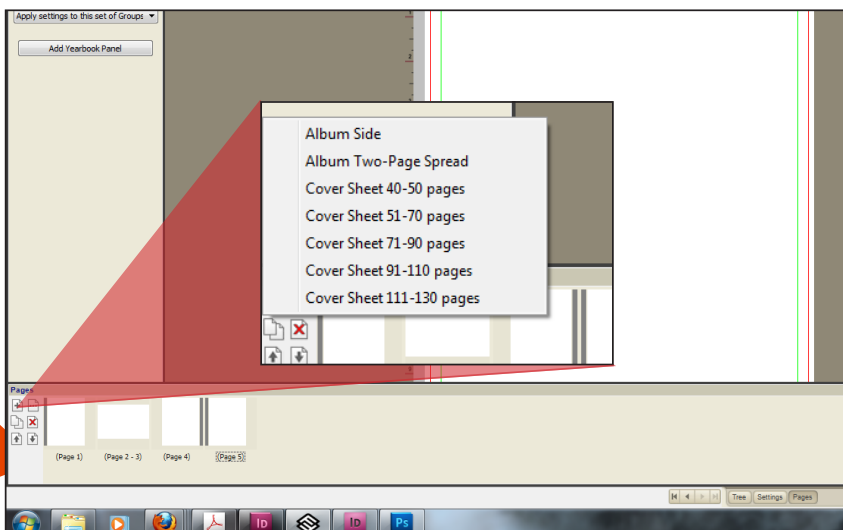 Apply settings to this set of Groups
Add Yearbook Panel
Album Side
Album Two-Page Spread
Cover Sheet 40-50 pages
Cover Sheet 51-70 pages
Cover Sheet 71-90 pages
Cover Sheet 91-110 pages
Cover Sheet 111-130 pages
Pages
(Page 1) (Page 2 - 3) (Page 4) (Page 5)
Tree Settings Pages
ID ID Ps